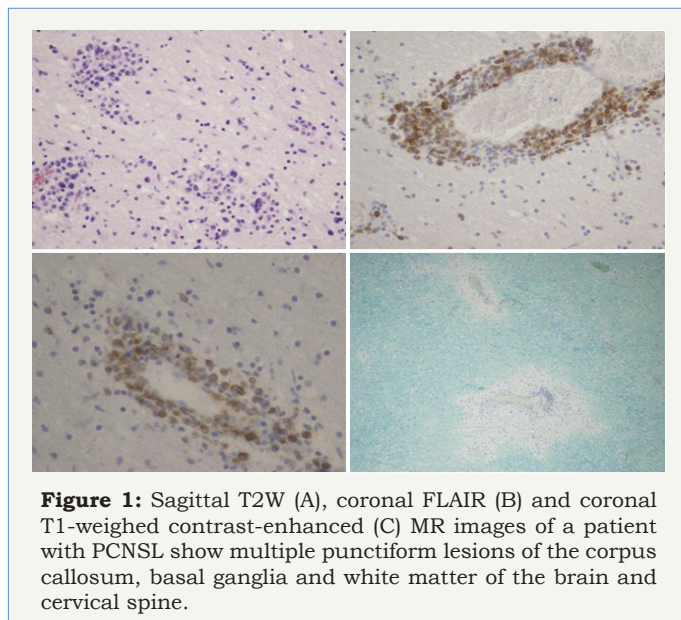 Figure 1: Sagittal T2W (A), coronal FLAIR (B) and coronal
T1-weighed contrast-enhanced (C) MR images of a patient
with PCNSL show multiple punctiform lesions of the corpus
callosum, basal ganglia and white matter of the brain and
cervical spine.